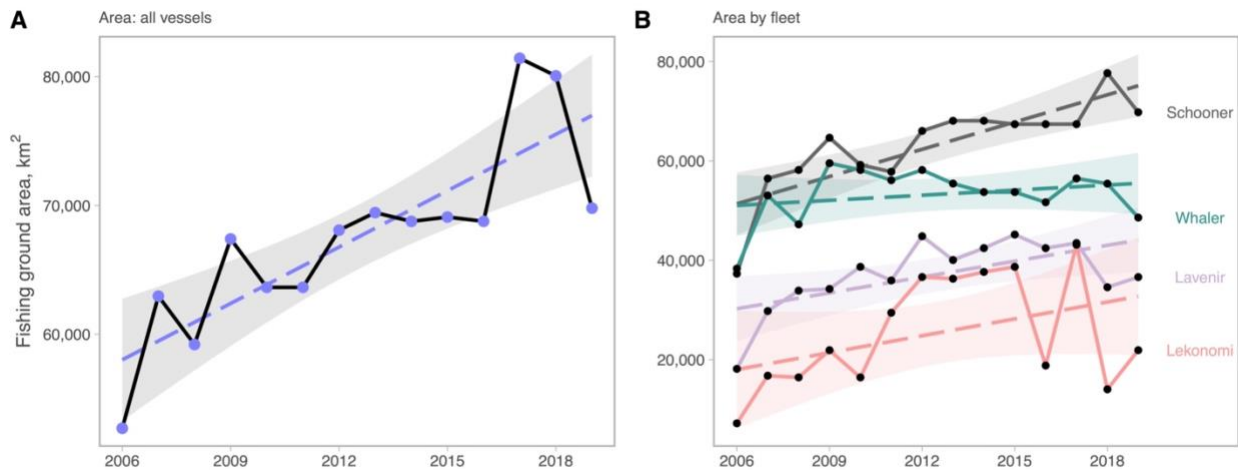 A
Area: all vessels
Fishing ground area, km²
80,000
70,000
60,000
2006 2009 2012 2015 2018
B
Area by fleet
80,000
60,000
40,000
20,000
Schooner
Whaler
Lavenir
Lekonomi
2006 2009 2012 2015 2018